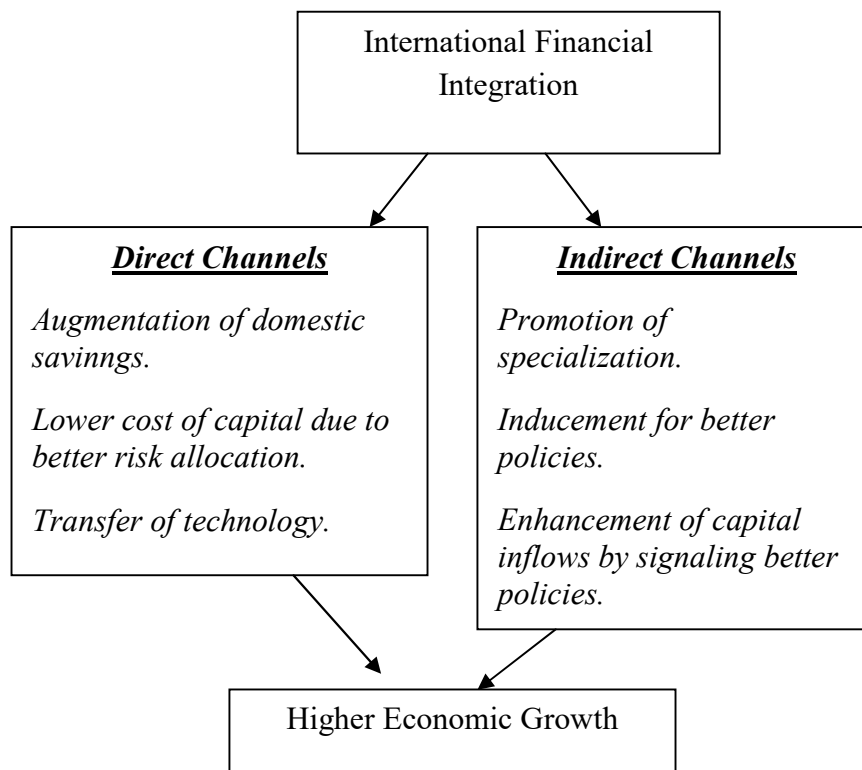 International Financial
Integration
Direct Channels
Augmentation of domestic
savinngs.
Lower cost of capital due to
better risk allocation.
Transfer of technology.
Indirect Channels
Promotion of
specialization.
Inducement for better
policies.
Enhancement of capital
inflows by signaling better
policies.
Higher Economic Growth